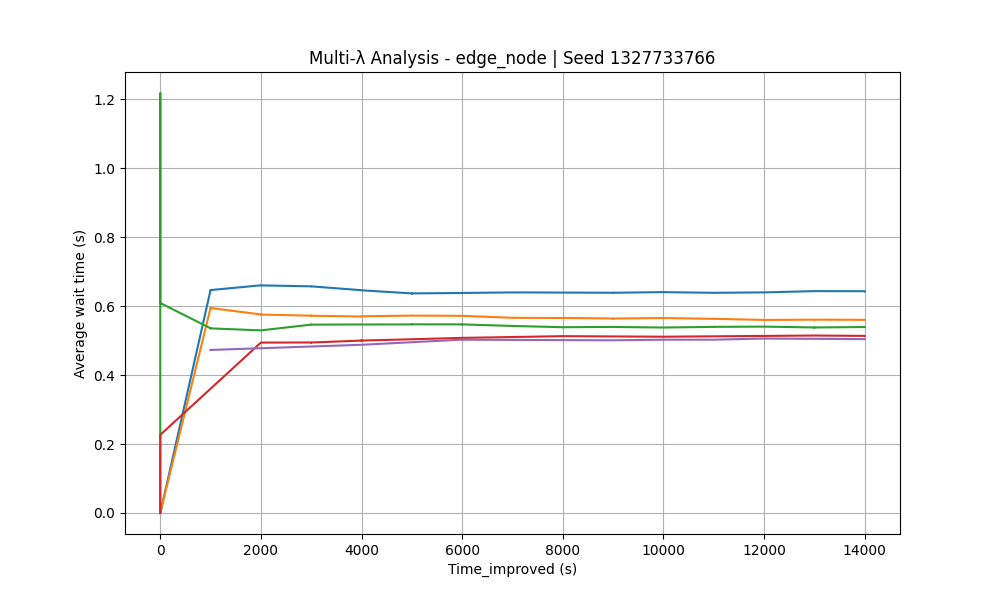 Multi-λ Analysis - edge_node | Seed 1327733766
Average wait time (s)
1.2
1.0
0.8
0.6
0.4
0.2
0.0
0 2000 4000 6000 8000 10000 12000 14000
Time_improved (s)